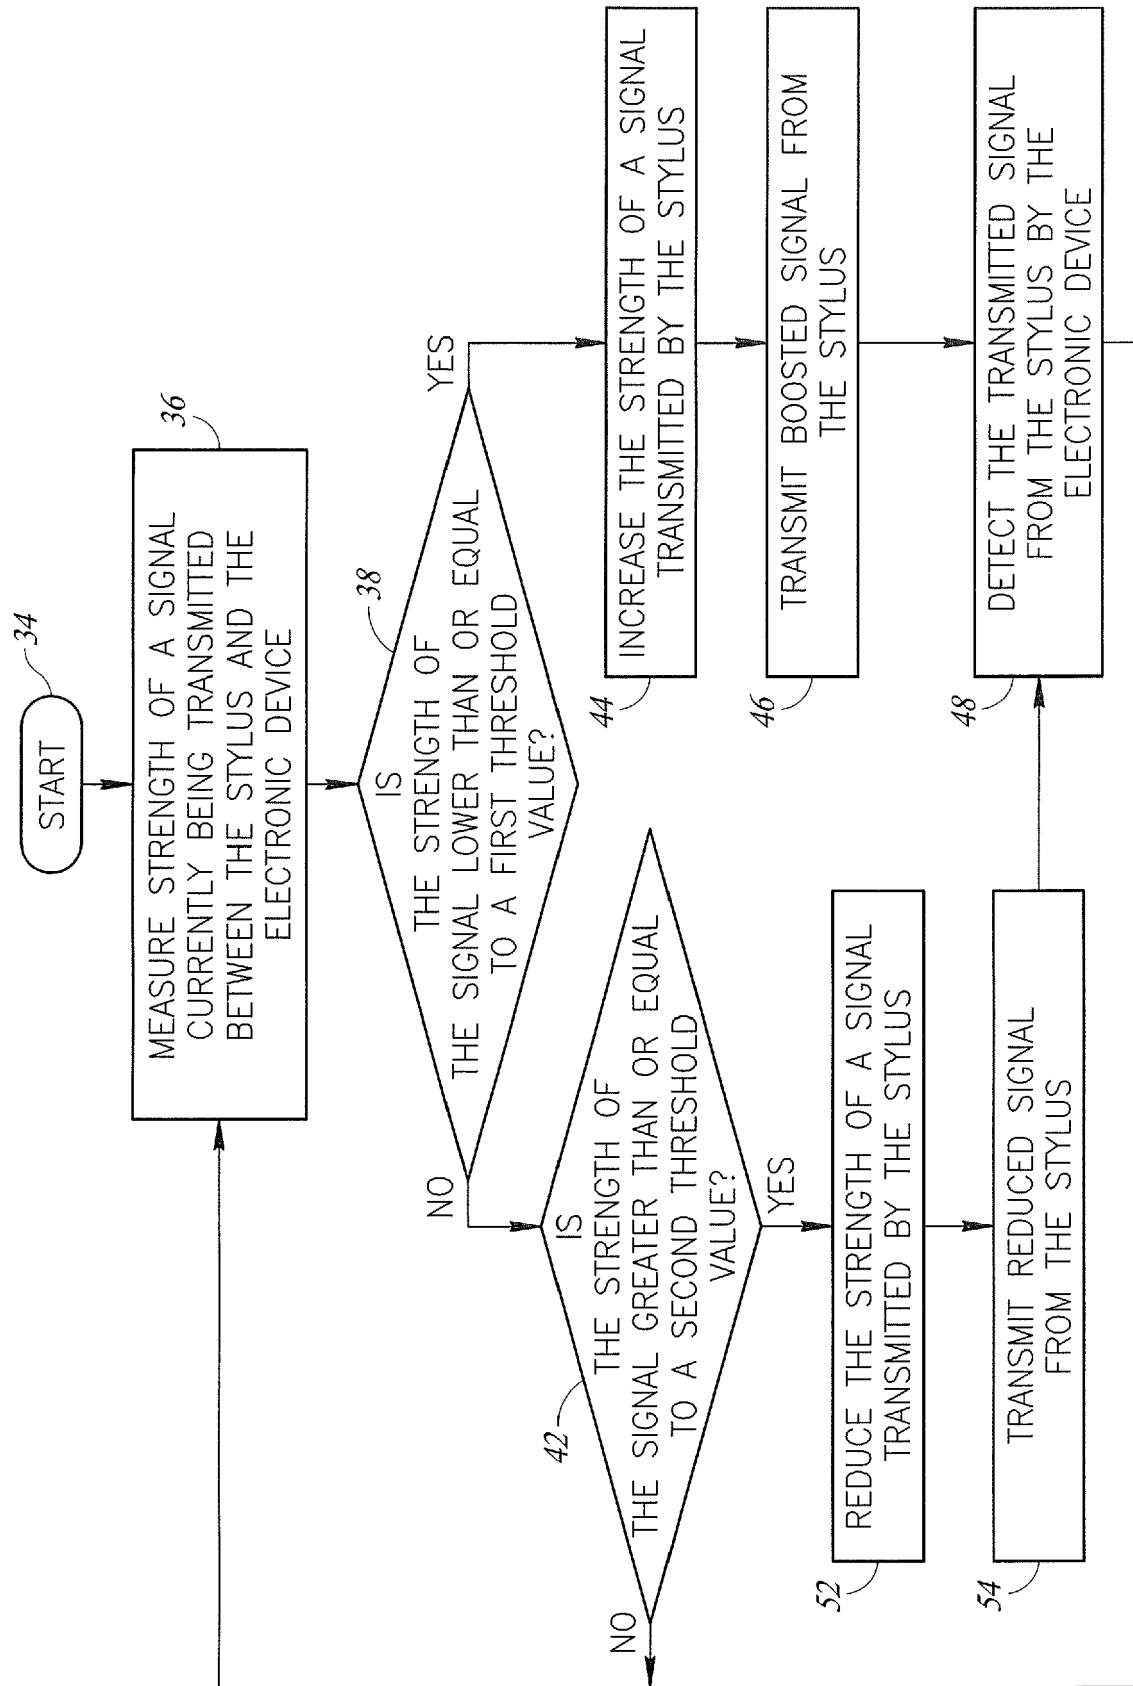 START
34
MEASURE STRENGTH OF A SIGNAL
CURRENTLY BEING TRANSMITTED
BETWEEN THE STYLUS AND THE
ELECTRONIC DEVICE
36
IS
THE STRENGTH OF
THE SIGNAL LOWER THAN OR EQUAL
TO A FIRST THRESHOLD
VALUE?
38
NO
YES
IS
THE STRENGTH OF
THE SIGNAL GREATER THAN OR EQUAL
TO A SECOND THRESHOLD
VALUE?
42
NO
YES
INCREASE THE STRENGTH OF A SIGNAL
TRANSMITTED BY THE STYLUS
44
TRANSMIT BOOSTED SIGNAL FROM
THE STYLUS
46
REDUCE THE STRENGTH OF A SIGNAL
TRANSMITTED BY THE STYLUS
52
TRANSMIT REDUCED SIGNAL
FROM THE STYLUS
54
DETECT THE TRANSMITTED SIGNAL
FROM THE STYLUS BY THE
ELECTRONIC DEVICE
48